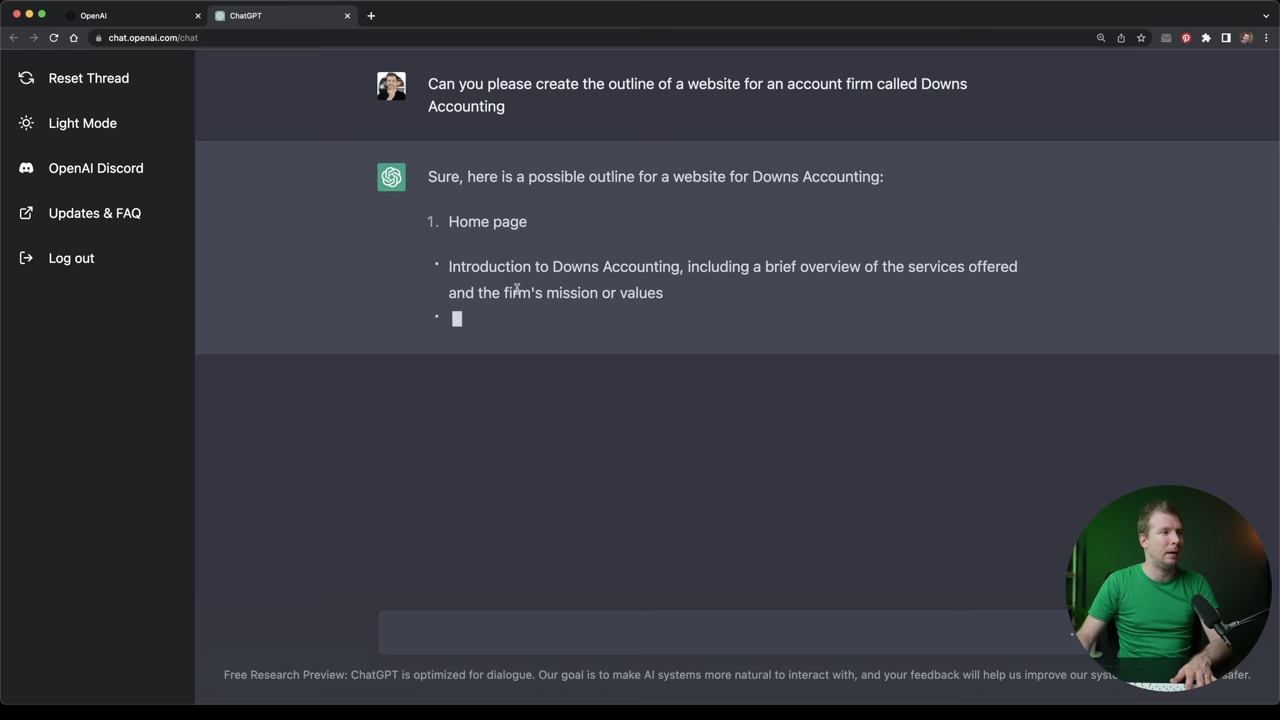 OpenAI
ChatGPT
chat.openai.com/chat
Reset Thread
Light Mode
OpenAI Discord
Updates & FAQ
Log out
Can you please create the outline of a website for an account firm called Downs
Accounting
Sure, here is a possible outline for a website for Downs Accounting:
1. Home page
• Introduction to Downs Accounting, including a brief overview of the services offered
and the firm's mission or values
•
Free Research Preview: ChatGPT is optimized for dialogue. Our goal is to make AI systems more natural to interact with, and your feedback will help us improve our